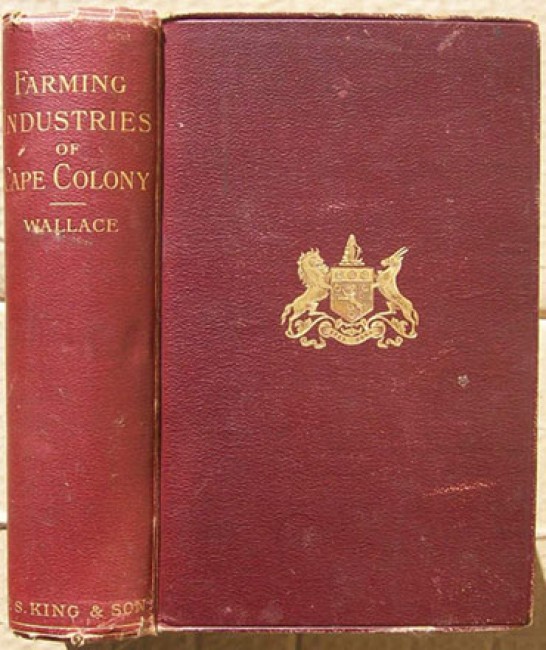 FARMING
INDUSTRIES
OF
CAPE COLONY
WALLACE
S. KING & SON